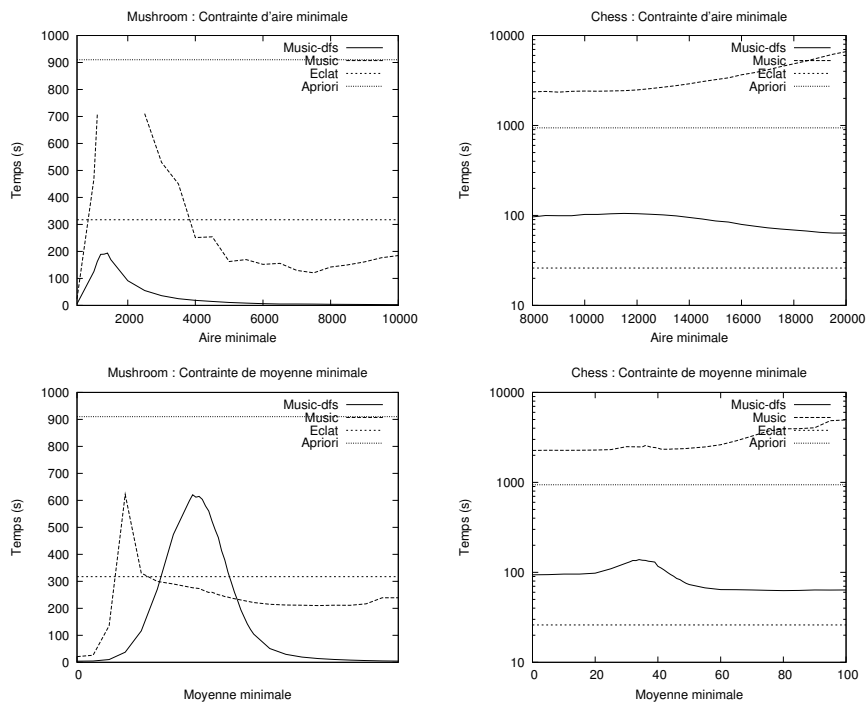 Mushroom : Contrainte d'aire minimale
1000
900
800
700
600
500
400
300
200
100
0
Temps (s)
Music-dfs
Music
Eclat
Apriori
2000 4000 6000 8000 10000
Aire minimale
Chess : Contrainte d'aire minimale
10000
1000
100
10
Temps (s)
Music-dfs
Music
Eclat
Apriori
8000 10000 12000 14000 16000 18000 20000
Aire minimale
Mushroom : Contrainte de moyenne minimale
1000
900
800
700
600
500
400
300
200
100
0
Temps (s)
Music-dfs
Music
Eclat
Apriori
0
Moyenne minimale
Chess : Contrainte de moyenne minimale
10000
1000
100
10
Temps (s)
Music-dfs
Music
Eclat
Apriori
0 20 40 60 80 100
Moyenne minimale